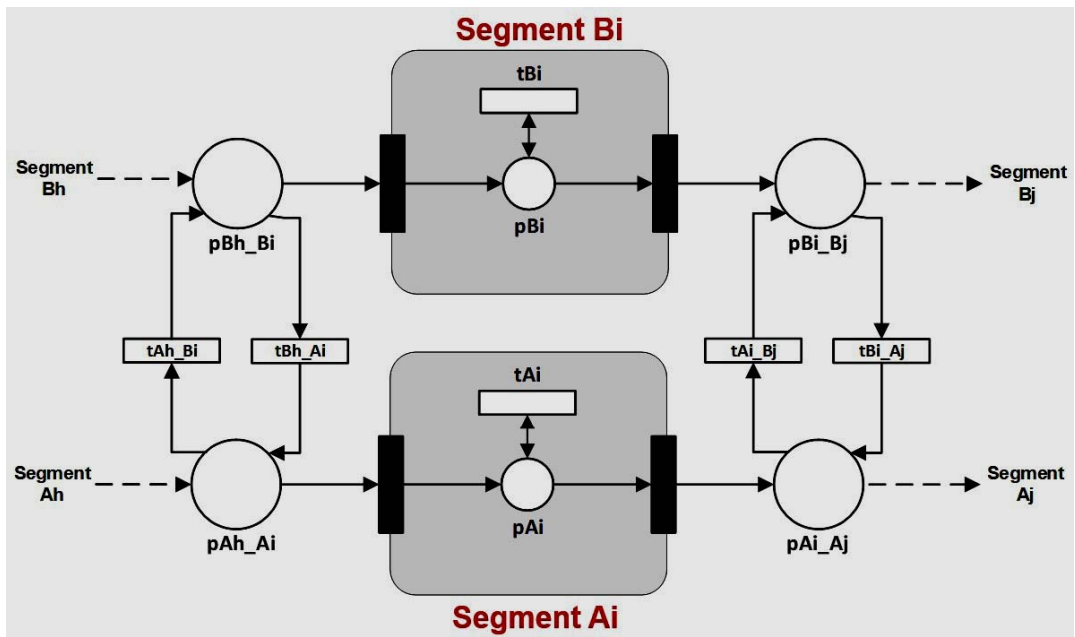 Segment Bi
tBi
Segment
Bh
Segment
Bj
pBi
pBh_Bi
pBi_Bj
tAh_Bi
tBh_Ai
tAi_Bj
tBi_Aj
tAi
Segment
Ah
Segment
Aj
pAi
pAh_Ai
pAi_Aj
Segment Ai